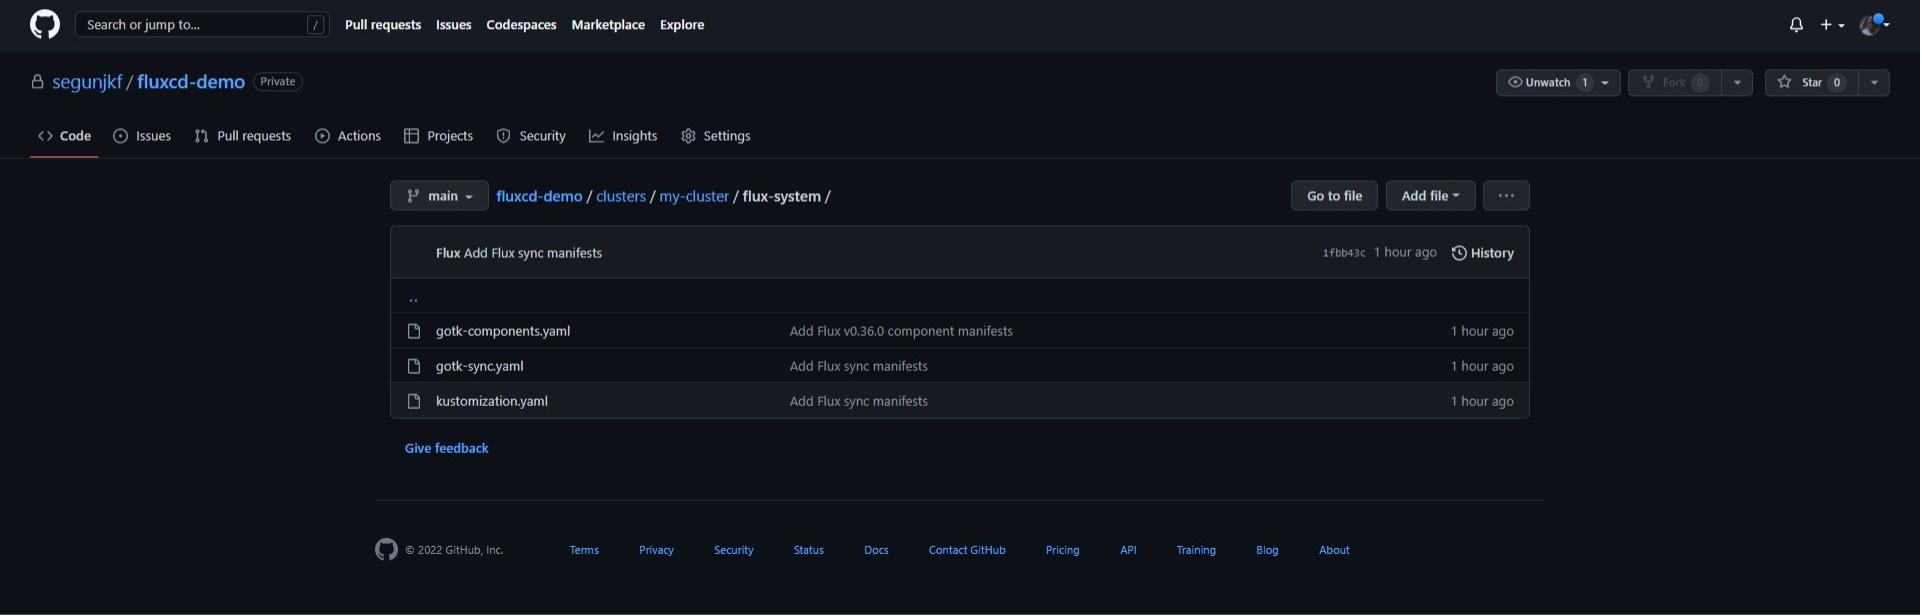 Search or jump to... /
Pull requests Issues Codespaces Marketplace Explore
segunjkf / fluxcd-demo Private
Unwatch 1 Fork 0 Star 0
Code Issues Pull requests Actions Projects Security Insights Settings
main fluxcd-demo / clusters / my-cluster / flux-system /
Go to file Add file ...
Flux Add Flux sync manifests 1fbb43c 1 hour ago History
..
gotk-components.yaml Add Flux v0.36.0 component manifests 1 hour ago
gotk-sync.yaml Add Flux sync manifests 1 hour ago
kustomization.yaml Add Flux sync manifests 1 hour ago
Give feedback
© 2022 GitHub, Inc. Terms Privacy Security Status Docs Contact GitHub Pricing API Training Blog About